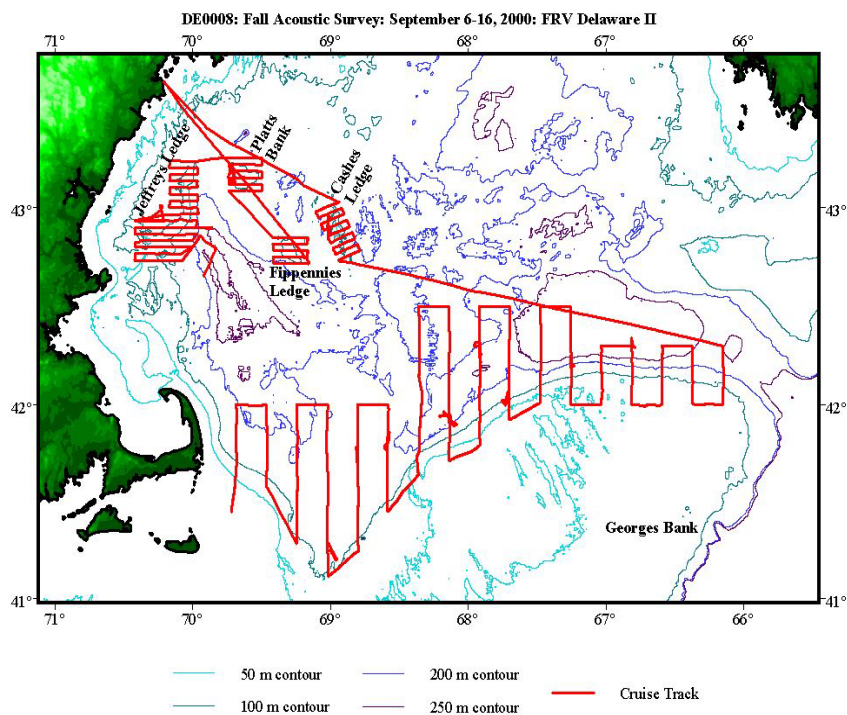 DE0008: Fall Acoustic Survey: September 6-16, 2000: FRV Delaware II
71° 70° 69° 68° 67° 66°
Jeffreys Ledge
Platts
Bank
Cashes
Ledge
43° 43°
Fippennies
Ledge
42° 42°
Georges Bank
41° 41°
71° 70° 69° 68° 67° 66°
50 m contour 200 m contour
100 m contour 250 m contour Cruise Track